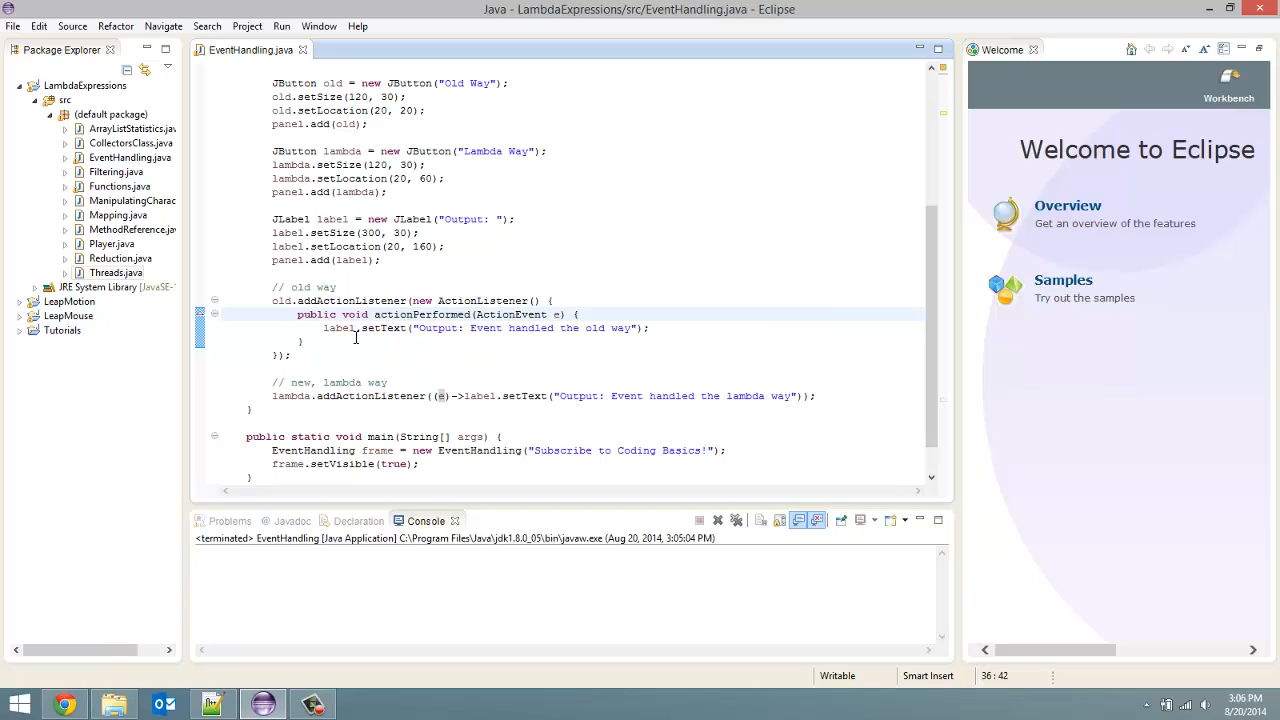 Java - LambdaExpressions/src/EventHandling.java - Eclipse
File Edit Source Refactor Navigate Search Project Run Window Help
Package Explorer
LambdaExpressions
src
(default package)
ArrayListStatistics.jav
CollectorsClass.java
EventHandling.java
Filtering.java
Functions.java
ManipulatingCharac
Mapping.java
MethodReference.jav
Player.java
Reduction.java
Threads.java
JRE System Library [JavaSE-
LeapMotion
LeapMouse
Tutorials
EventHandling.java
JButton old = new JButton("Old Way");
old.setSize(120, 30);
old.setLocation(20, 20);
panel.add(old);
JButton lambda = new JButton("Lambda Way");
lambda.setSize(120, 30);
lambda.setLocation(20, 60);
panel.add(lambda);
JLabel label = new JLabel("Output: ");
label.setSize(300, 30);
label.setLocation(20, 160);
panel.add(label);
// old way
old.addActionListener(new ActionListener() {
public void actionPerformed(ActionEvent e) {
label.setText("Output: Event handled the old way");
}
});
// new, lambda way
lambda.addActionListener((e)->label.setText("Output: Event handled the lambda way"));
}
public static void main(String[] args) {
EventHandling frame = new EventHandling("Subscribe to Coding Basics!");
frame.setVisible(true);
}
Problems @ Javadoc Declaration Console
<terminated> EventHandling [Java Application] C:\Program Files\Java\jdk1.8.0_05\bin\javaw.exe (Aug 20, 2014, 3:05:04 PM)
Welcome
Workbench
Welcome to Eclipse
Overview
Get an overview of the features
Samples
Try out the samples
Writable Smart Insert 36 : 42
3:06 PM
8/20/2014